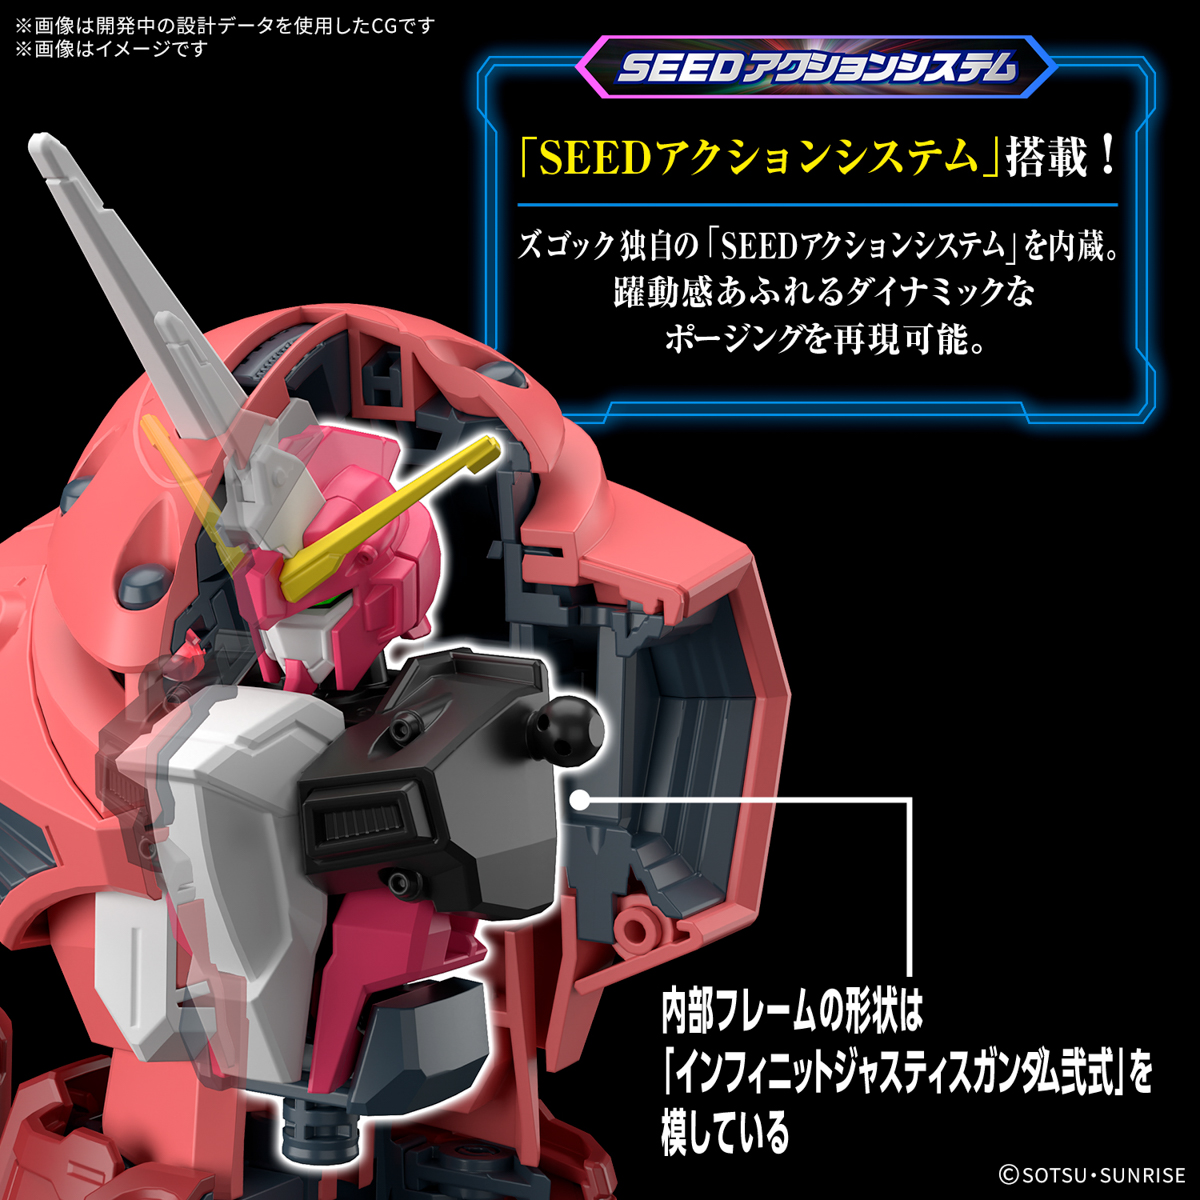 ※画像は開発中の設計データを使用したCGです
※画像はイメージです
SEEDアクションシステム
「SEEDアクションシステム」搭載！
ズゴック独自の「SEEDアクションシステム」を内蔵。
躍動感あふれるダイナミックな
ポージングを再現可能。
内部フレームの形状は
「インフィニットジャスティスガンダム弐式」を
模している
©SOTSU・SUNRISE